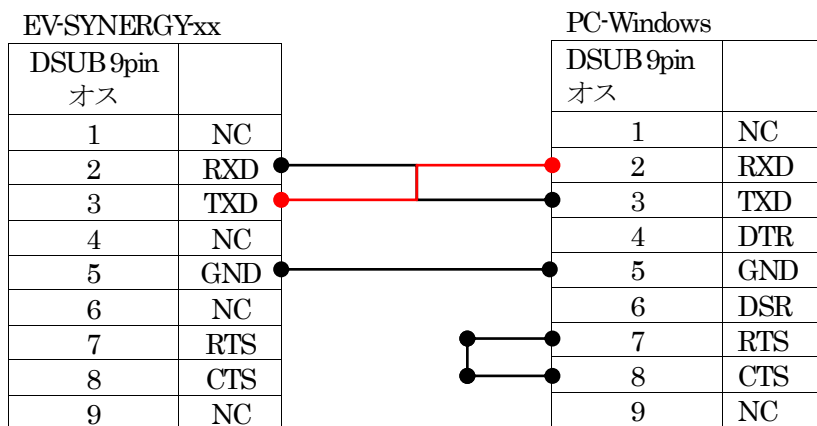 EV-SYNERGY-xx
DSUB 9pin
オス
1 NC
2 RXD
3 TXD
4 NC
5 GND
6 NC
7 RTS
8 CTS
9 NC
PC-Windows
DSUB 9pin
オス
1 NC
2 RXD
3 TXD
4 DTR
5 GND
6 DSR
7 RTS
8 CTS
9 NC